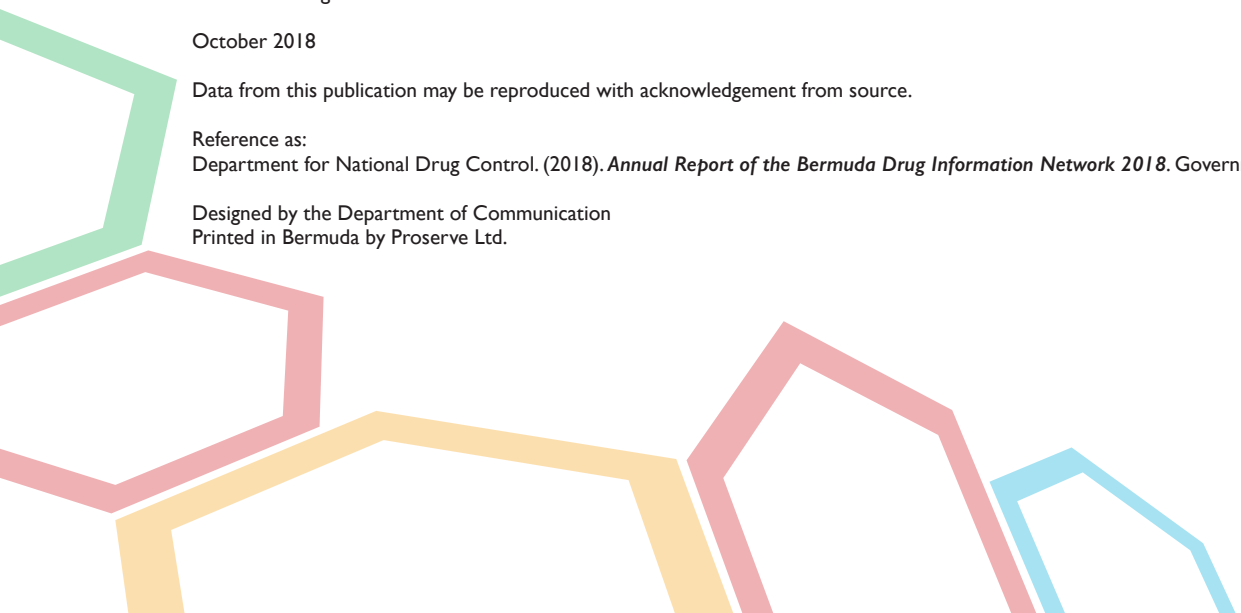 October 2018
Data from this publication may be reproduced with acknowledgement from source.
Reference as:
Department for National Drug Control. (2018). Annual Report of the Bermuda Drug Information Network 2018. Govern
Designed by the Department of Communication
Printed in Bermuda by Proserve Ltd.